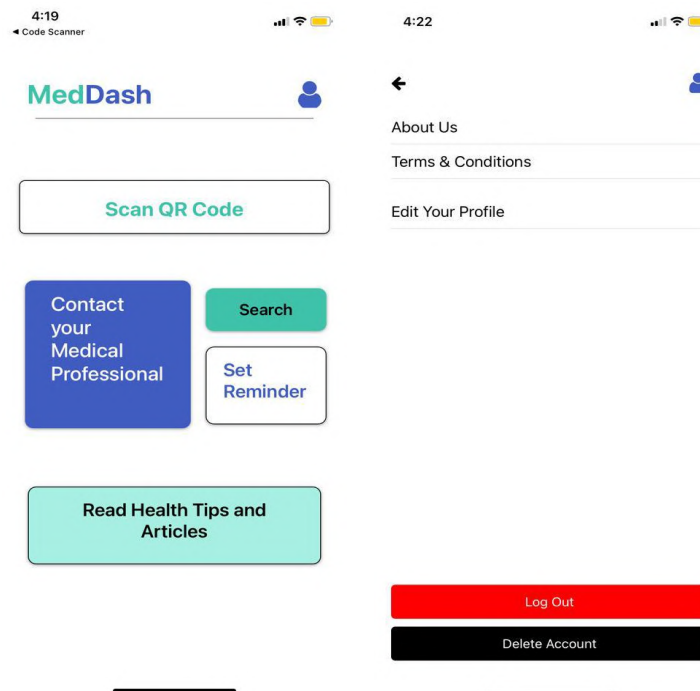 4:19
◀ Code Scanner
MedDash
Scan QR Code
Contact
your
Medical
Professional
Search
Set
Reminder
Read Health Tips and
Articles
4:22
About Us
Terms & Conditions
Edit Your Profile
Log Out
Delete Account